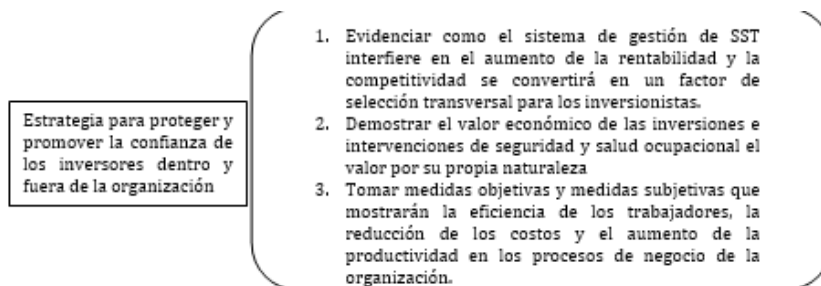 Estrategia para proteger y
promover la confianza de
los inversores dentro y
fuera de la organización
1. Evidenciar como el sistema de gestión de SST
interfiere en el aumento de la rentabilidad y la
competitividad se convertirá en un factor de
selección transversal para los inversionistas.
2. Demostrar el valor económico de las inversiones e
intervenciones de seguridad y salud ocupacional el
valor por su propia naturaleza
3. Tomar medidas objetivas y medidas subjetivas que
mostrarán la eficiencia de los trabajadores, la
reducción de los costos y el aumento de la
productividad en los procesos de negocio de la
organización.